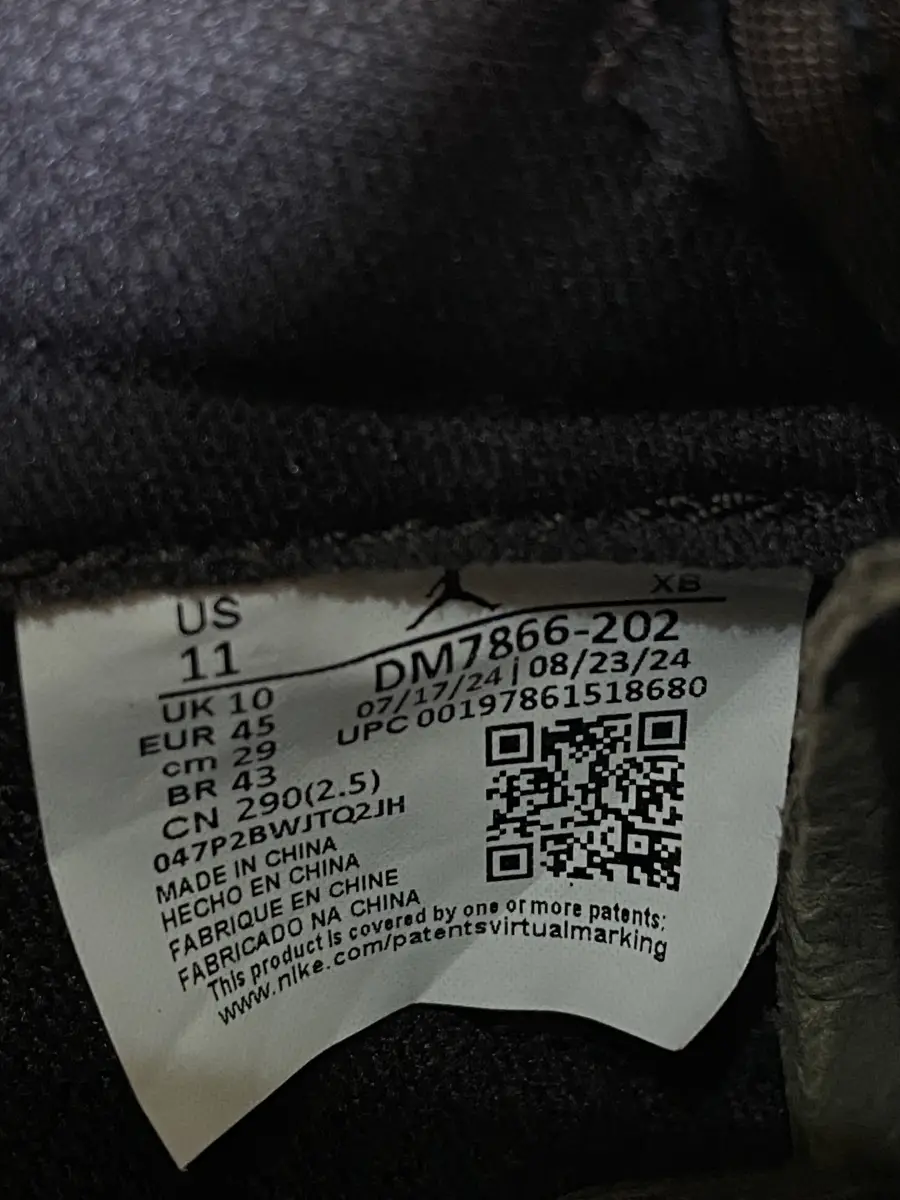 US
11
UK 10
EUR 45
cm 29
BR 43
CN 290(2.5)
047P2BWJTQ2JH
XB
DM7866-202
07/17/24 | 08/23/24
UPC 00197861518680
MADE IN CHINA
HECHO EN CHINA
FABRIQUE EN CHINE
FABRICADO NA CHINA
This product is covered by one or more patents:
www.nike.com/patentsvirtualmarking